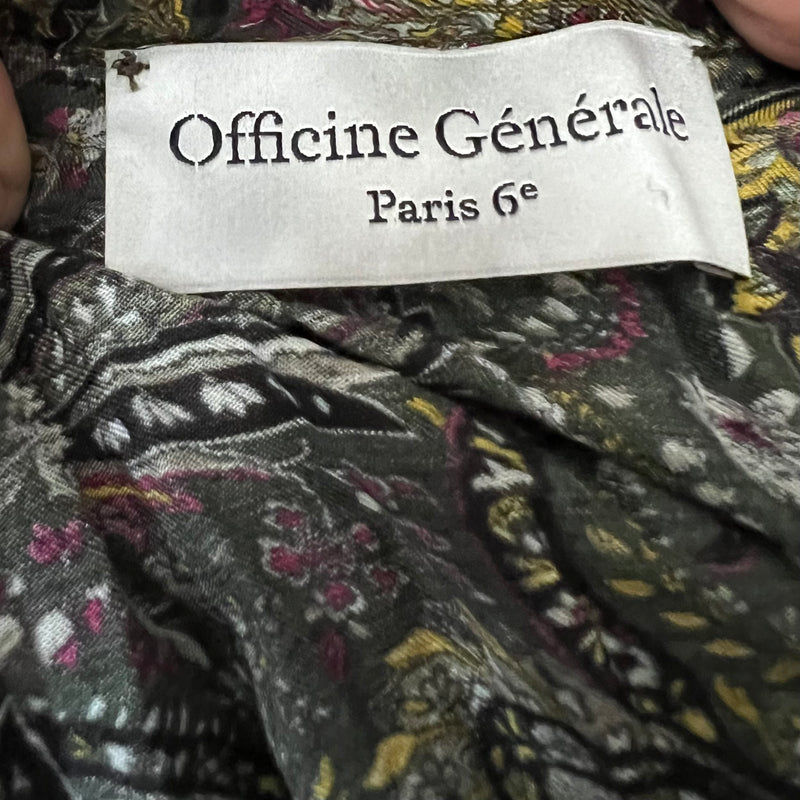 Officine Générale
Paris 6ᵉ